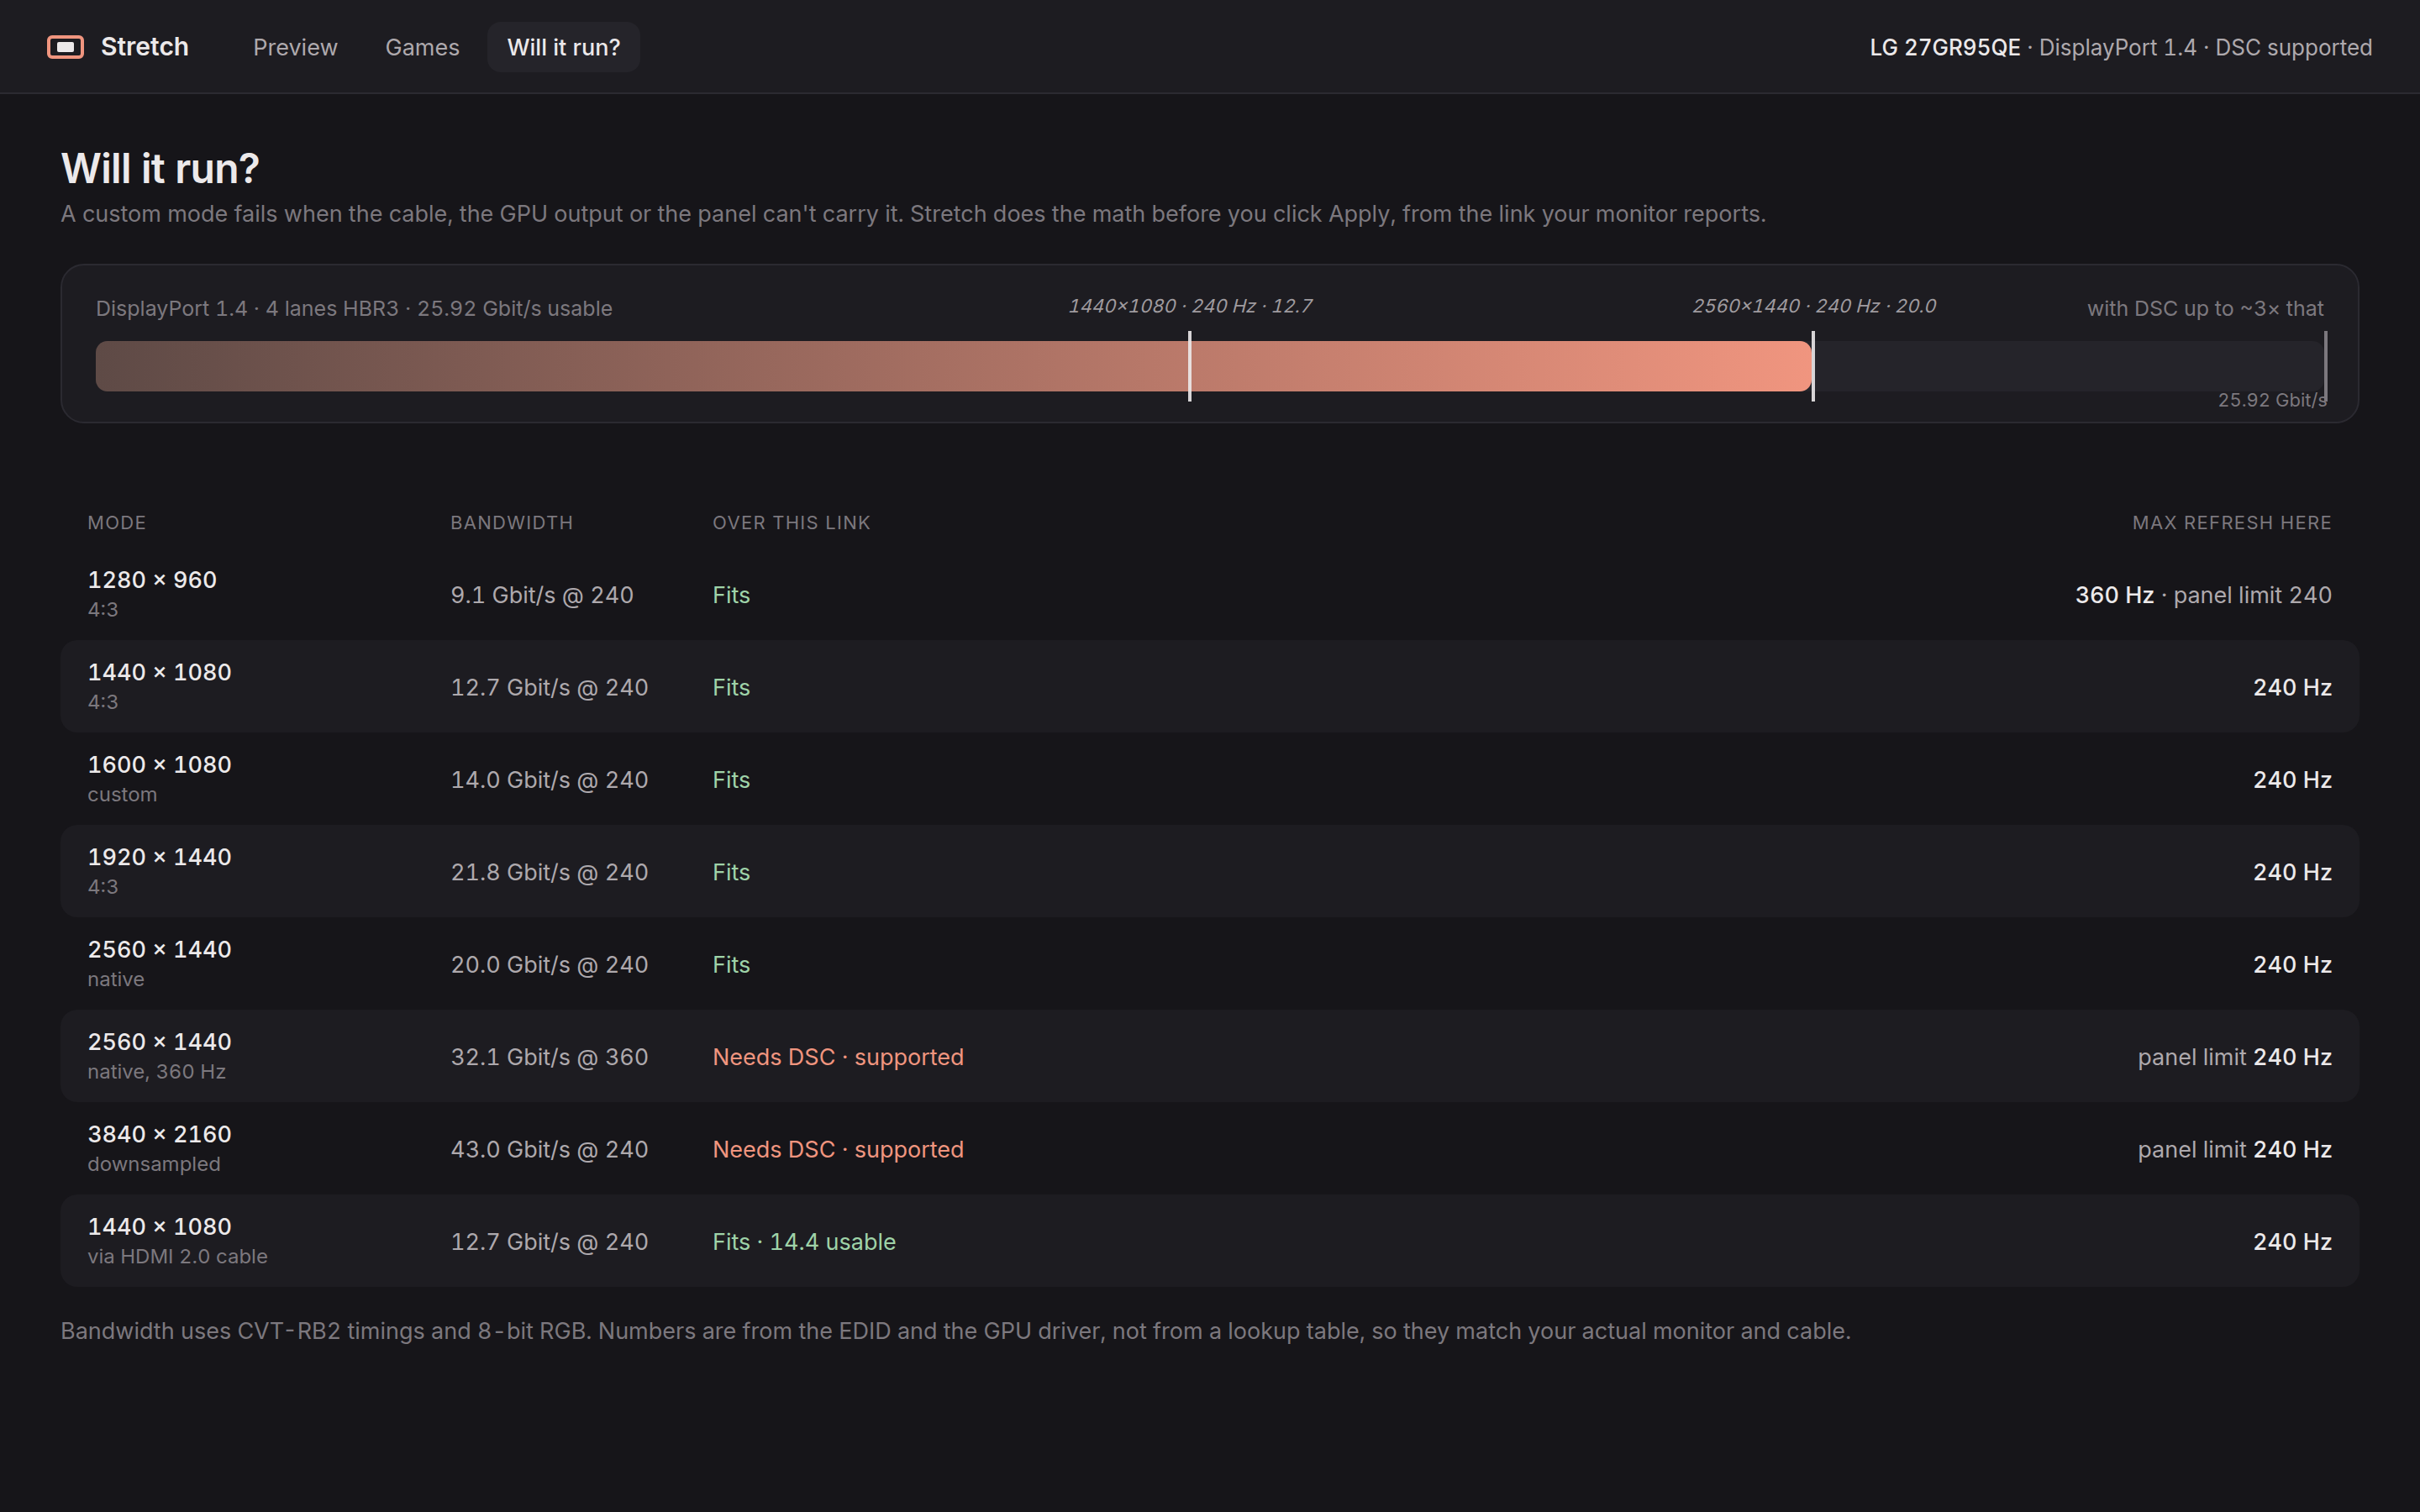 Stretch
Preview
Games
Will it run?
LG 27GR95QE · DisplayPort 1.4 · DSC supported
Will it run?
A custom mode fails when the cable, the GPU output or the panel can't carry it. Stretch does the math before you click Apply, from the link your monitor reports.
DisplayPort 1.4 · 4 lanes HBR3 · 25.92 Gbit/s usable
1440×1080 · 240 Hz · 12.7
2560×1440 · 240 Hz · 20.0
with DSC up to ~3× that
25.92 Gbit/s
MODE BANDWIDTH OVER THIS LINK MAX REFRESH HERE
1280 × 960
4:3
9.1 Gbit/s @ 240
Fits
360 Hz · panel limit 240
1440 × 1080
4:3
12.7 Gbit/s @ 240
Fits
240 Hz
1600 × 1080
custom
14.0 Gbit/s @ 240
Fits
240 Hz
1920 × 1440
4:3
21.8 Gbit/s @ 240
Fits
240 Hz
2560 × 1440
native
20.0 Gbit/s @ 240
Fits
240 Hz
2560 × 1440
native, 360 Hz
32.1 Gbit/s @ 360
Needs DSC · supported
panel limit 240 Hz
3840 × 2160
downsampled
43.0 Gbit/s @ 240
Needs DSC · supported
panel limit 240 Hz
1440 × 1080
via HDMI 2.0 cable
12.7 Gbit/s @ 240
Fits · 14.4 usable
240 Hz
Bandwidth uses CVT-RB2 timings and 8-bit RGB. Numbers are from the EDID and the GPU driver, not from a lookup table, so they match your actual monitor and cable.